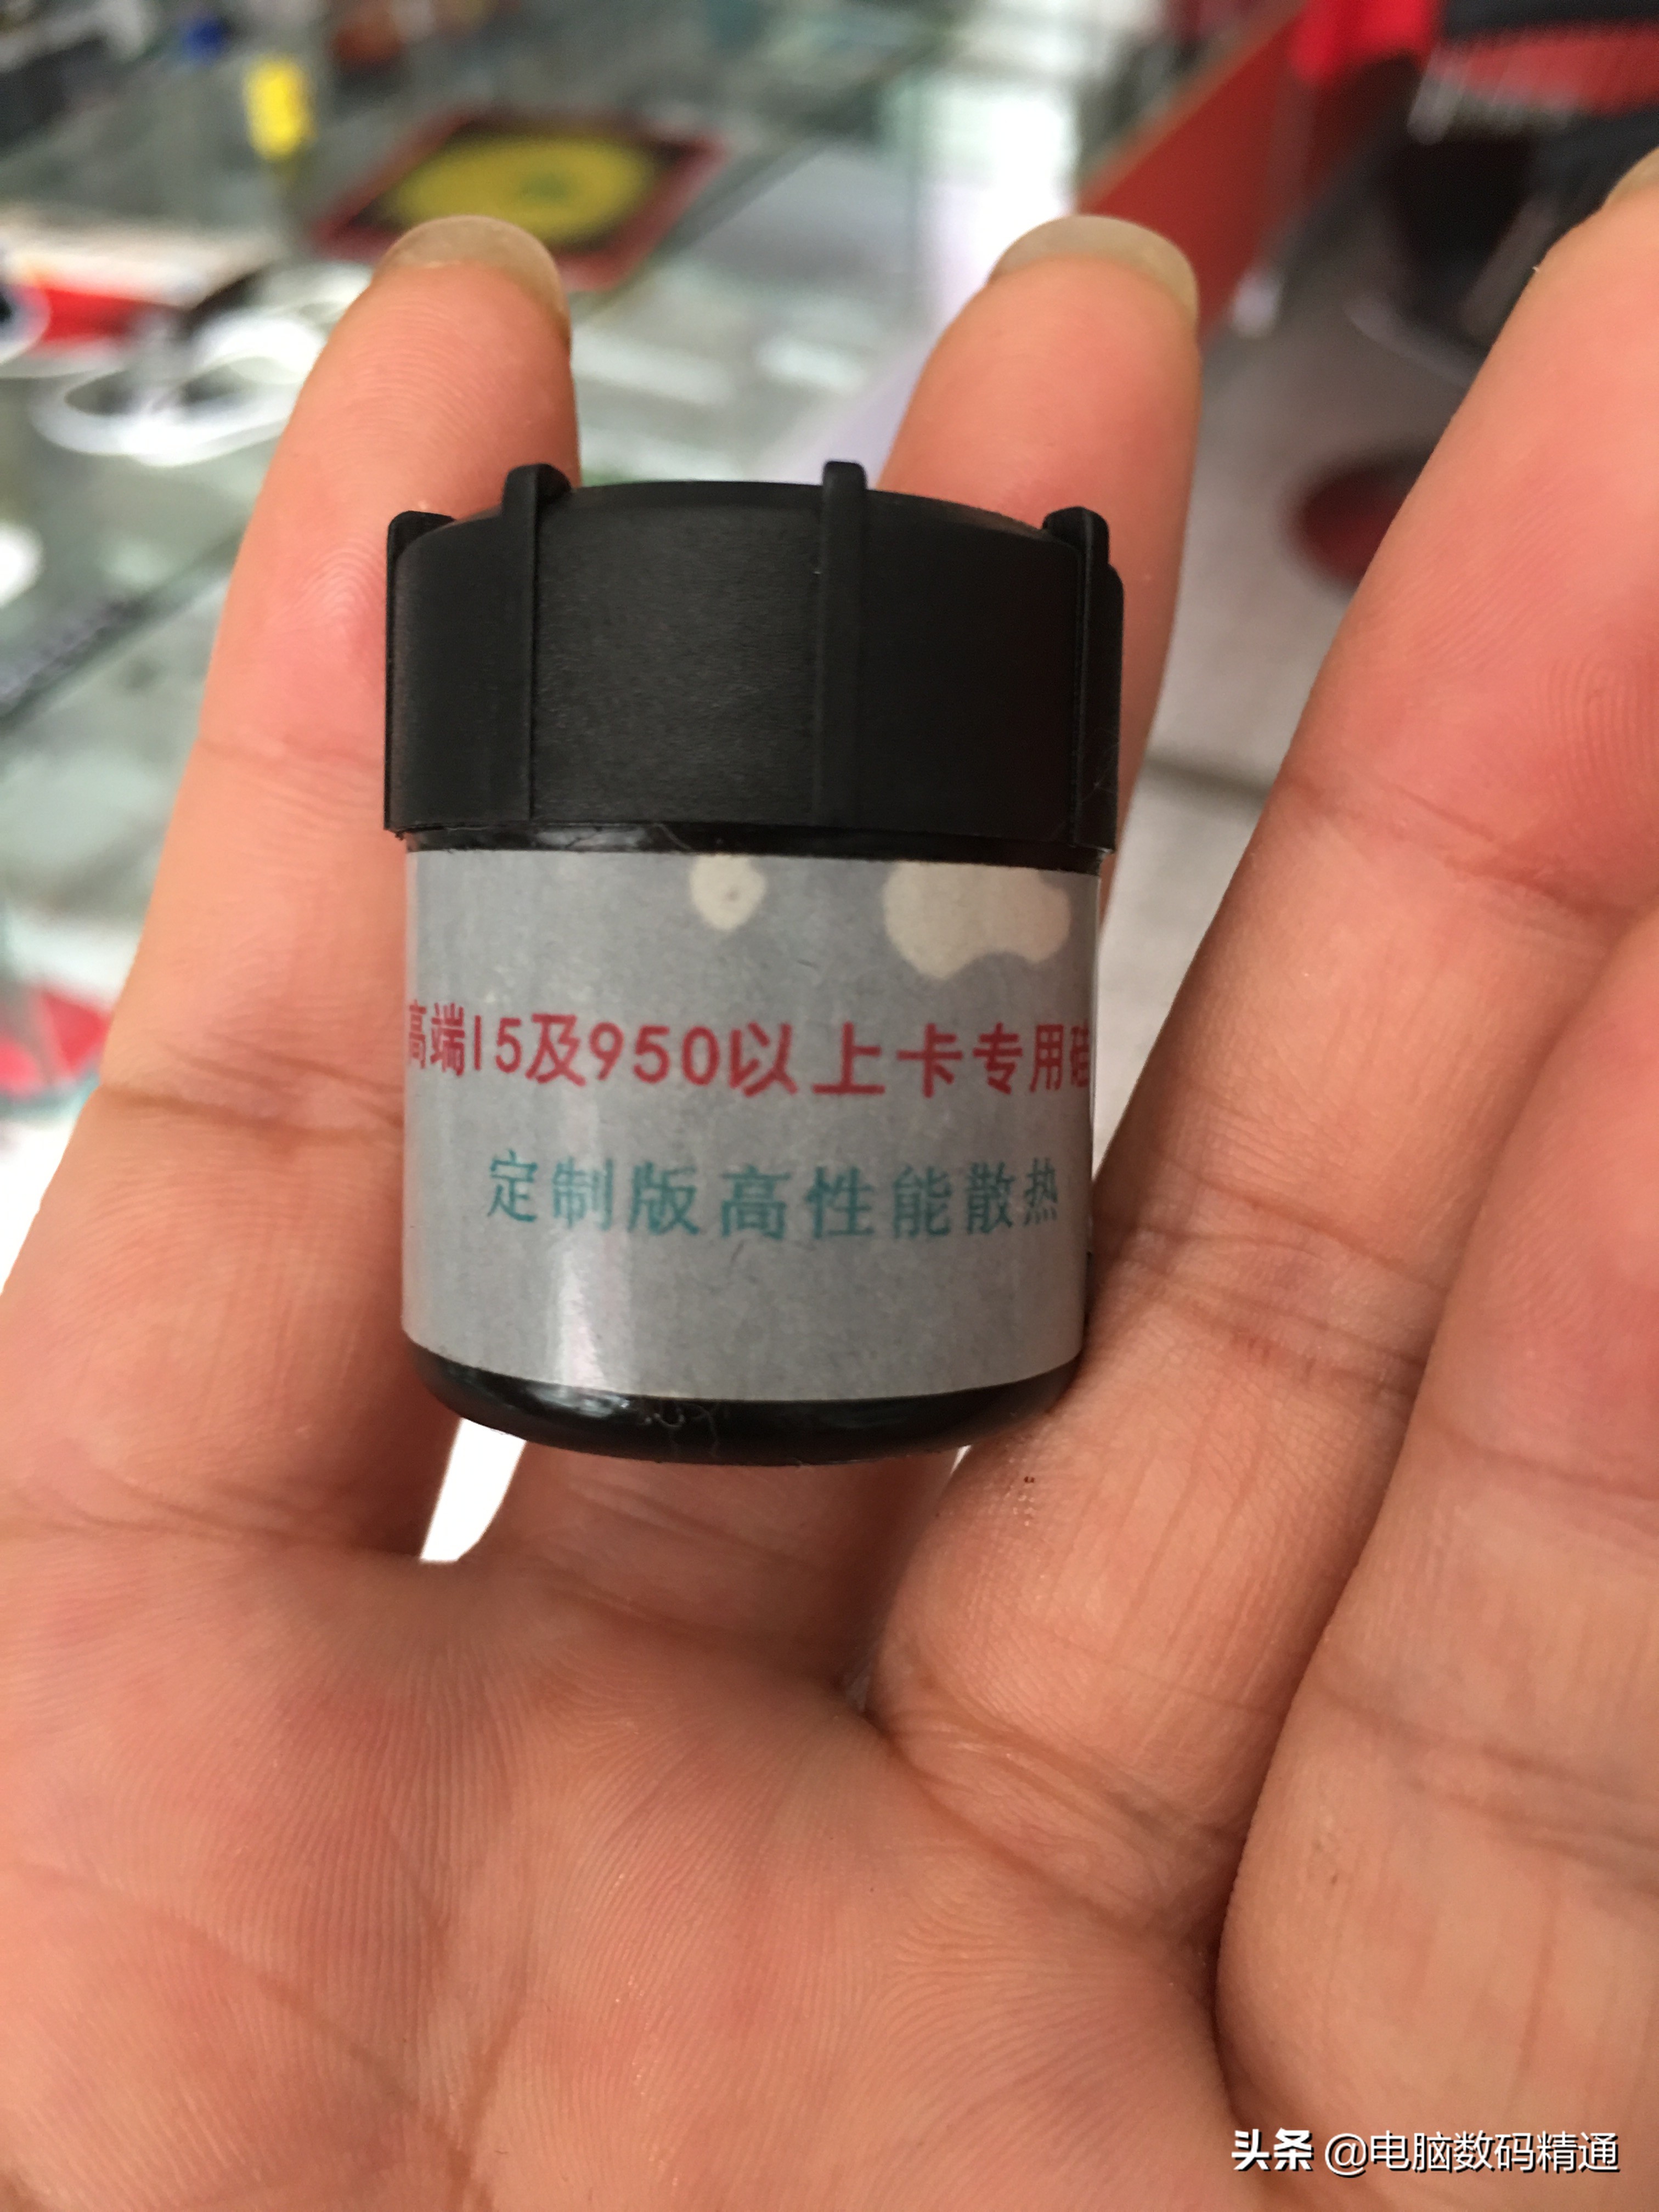 高端I5及950以上卡专用硅
定制版高性能散热
头条 @电脑数码精通